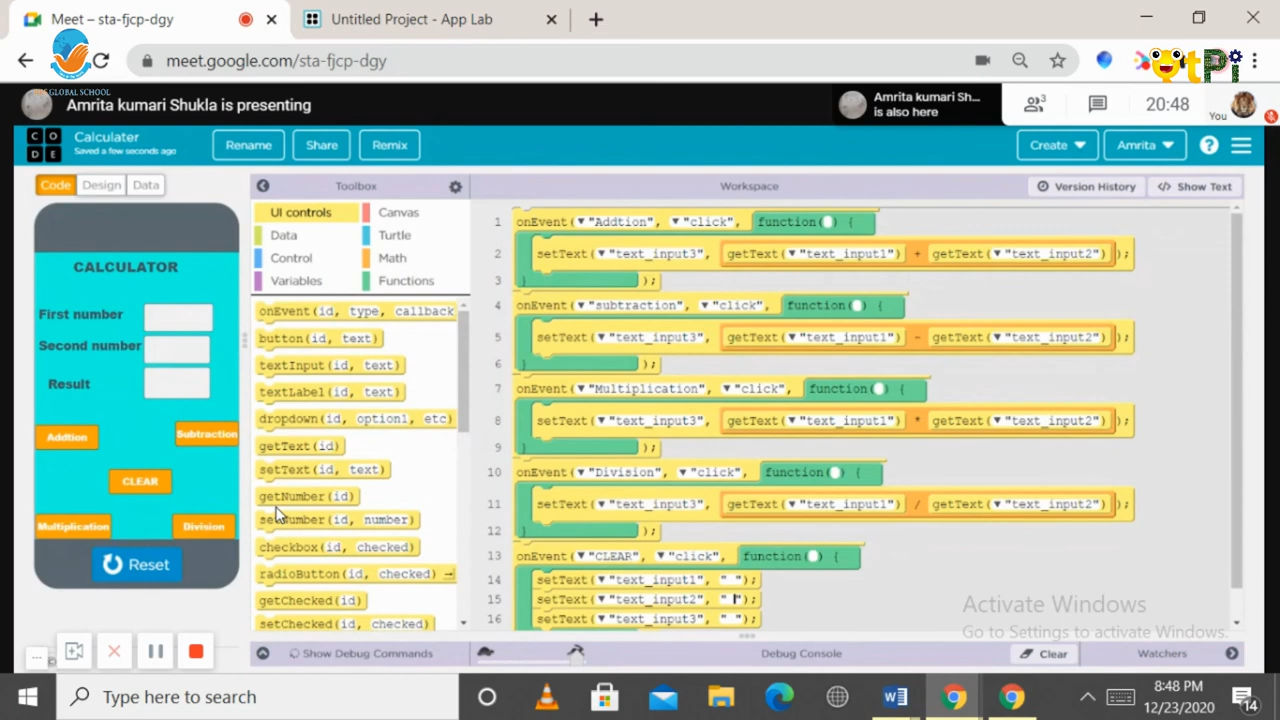 Meet – sta-fjcp-dgy
Untitled Project - App Lab
meet.google.com/sta-fjcp-dgy
GLOBAL SCHOOL
Amrita kumari Shukla is presenting
Amrita kumari Sh...
is also here
3
20:48
You
CODE
Calculater
Saved a few seconds ago
Rename
Share
Remix
Create
Amrita
Code
Design
Data
Toolbox
Workspace
Version History
Show Text
CALCULATOR
First number
Second number
Result
Addtion
Subtraction
CLEAR
Multiplication
Division
Reset
UI controls
Canvas
Data
Turtle
Control
Math
Variables
Functions
onEvent(id, type, callback
button(id, text)
textInput(id, text)
textLabel(id, text)
dropdown(id, option1, etc)
getText(id)
setText(id, text)
getNumber(id)
setNumber(id, number)
checkbox(id, checked)
radioButton(id, checked)
getChecked(id)
setChecked(id, checked)
1 onEvent("Addtion", "click", function() {
2 setText("text_input3", getText("text_input1") + getText("text_input2"));
3 } );
4 onEvent("subtraction", "click", function() {
5 setText("text_input3", getText("text_input1") - getText("text_input2"));
6 } );
7 onEvent("Multiplication", "click", function() {
8 setText("text_input3", getText("text_input1") * getText("text_input2"));
9 } );
10 onEvent("Division", "click", function() {
11 setText("text_input3", getText("text_input1") / getText("text_input2"));
12 } );
13 onEvent("CLEAR", "click", function() {
14 setText("text_input1", " ");
15 setText("text_input2", " ");
16 setText("text_input3", " ");
Activate Windows
Go to Settings to activate Windows.
Show Debug Commands
Debug Console
Clear
Watchers
Type here to search
8:48 PM
12/23/2020
14